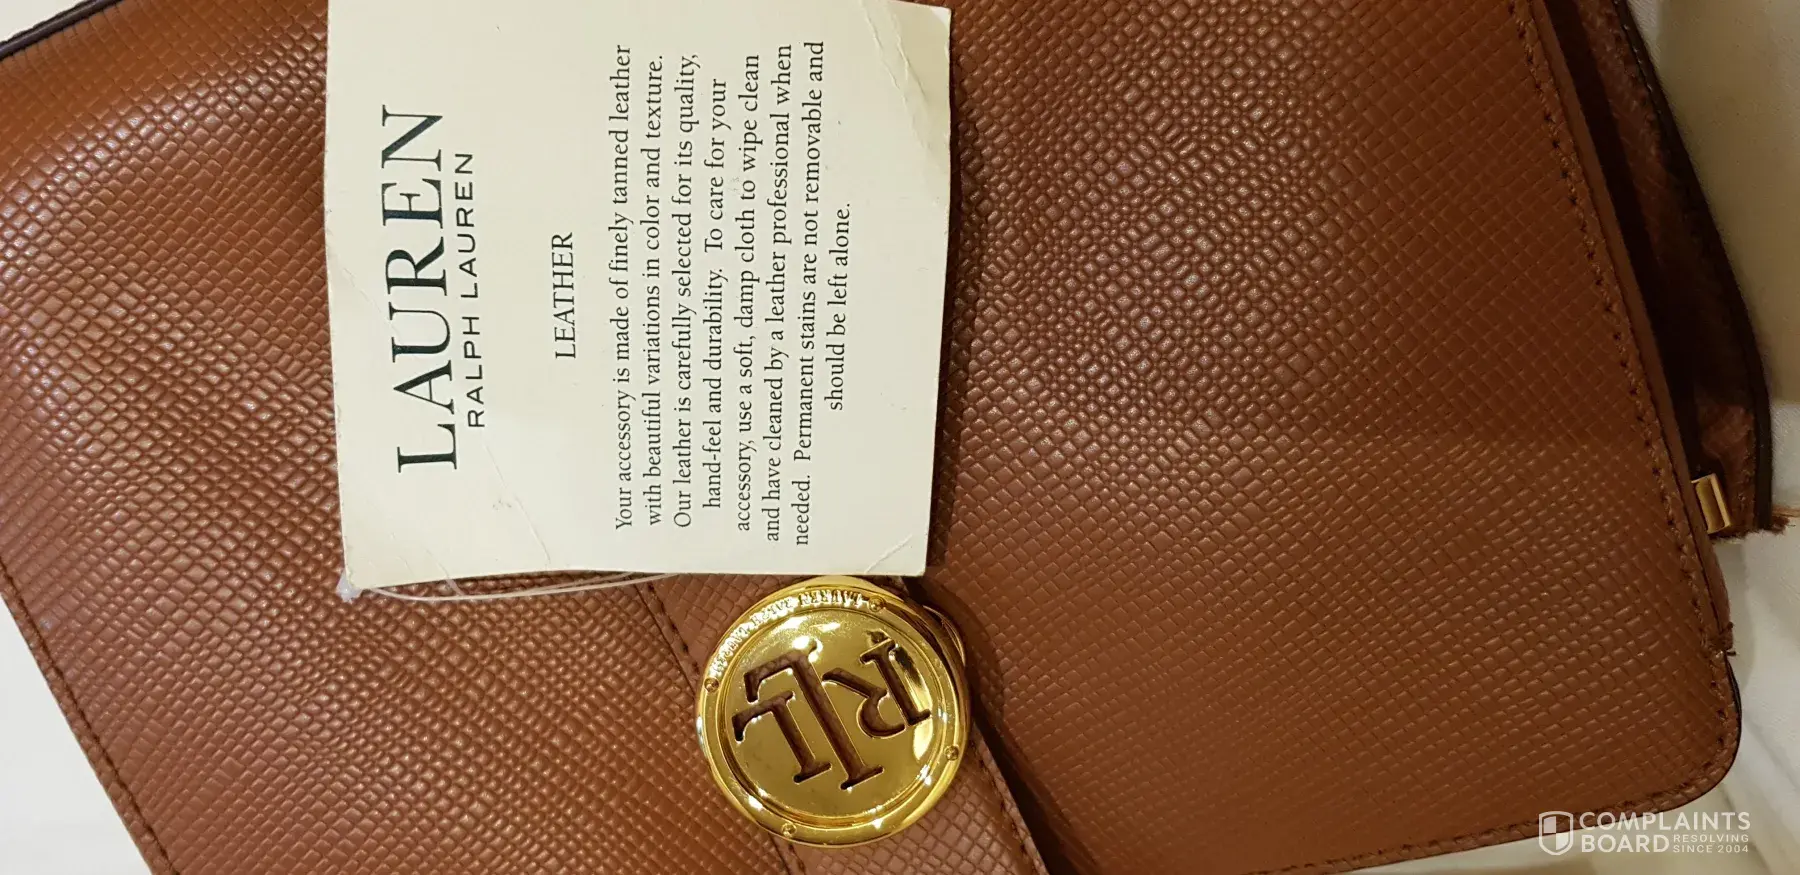 LAUREN
RALPH LAUREN
LEATHER
Your accessory is made of finely tanned leather
with beautiful variations in color and texture.
Our leather is carefully selected for its quality,
hand-feel and durability. To care for your
accessory, use a soft, damp cloth to wipe clean
and have cleaned by a leather professional when
needed. Permanent stains are not removable and
should be left alone.
RLL
COMPLAINTS
BOARD RESOLVING
SINCE 2004